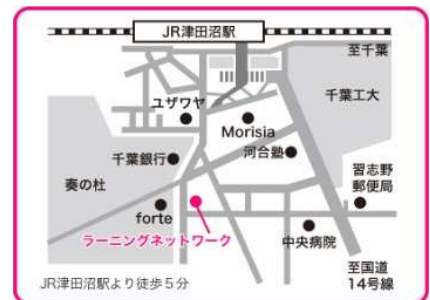 JR津田沼駅
至千葉
千葉工大
ユザワヤ
Morisia
河合塾
千葉銀行
習志野
郵便局
奏の杜
forte
ラーニングネットワーク
中央病院
JR津田沼駅より徒歩5分
至国道
14号線